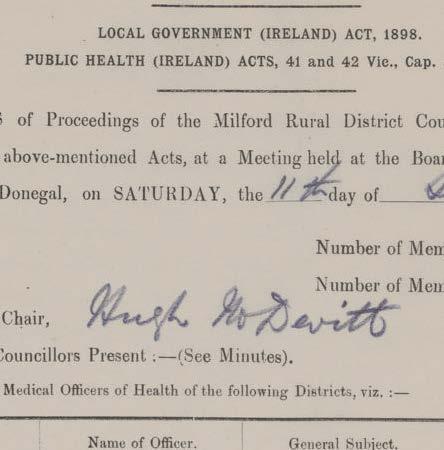 LOCAL GOVERNMENT (IRELAND) ACT, 1898.
PUBLIC HEALTH (IRELAND) ACTS, 41 and 42 Vic., Cap.
of Proceedings of the Milford Rural District Cou
above-mentioned Acts, at a Meeting held at the Boar
Donegal, on SATURDAY, the 11th day of
Number of Mem
Number of Mem
Chair, Hugh McDevitt
Councillors Present :—(See Minutes).
Medical Officers of Health of the following Districts, viz. :—
Name of Officer. General Subject.